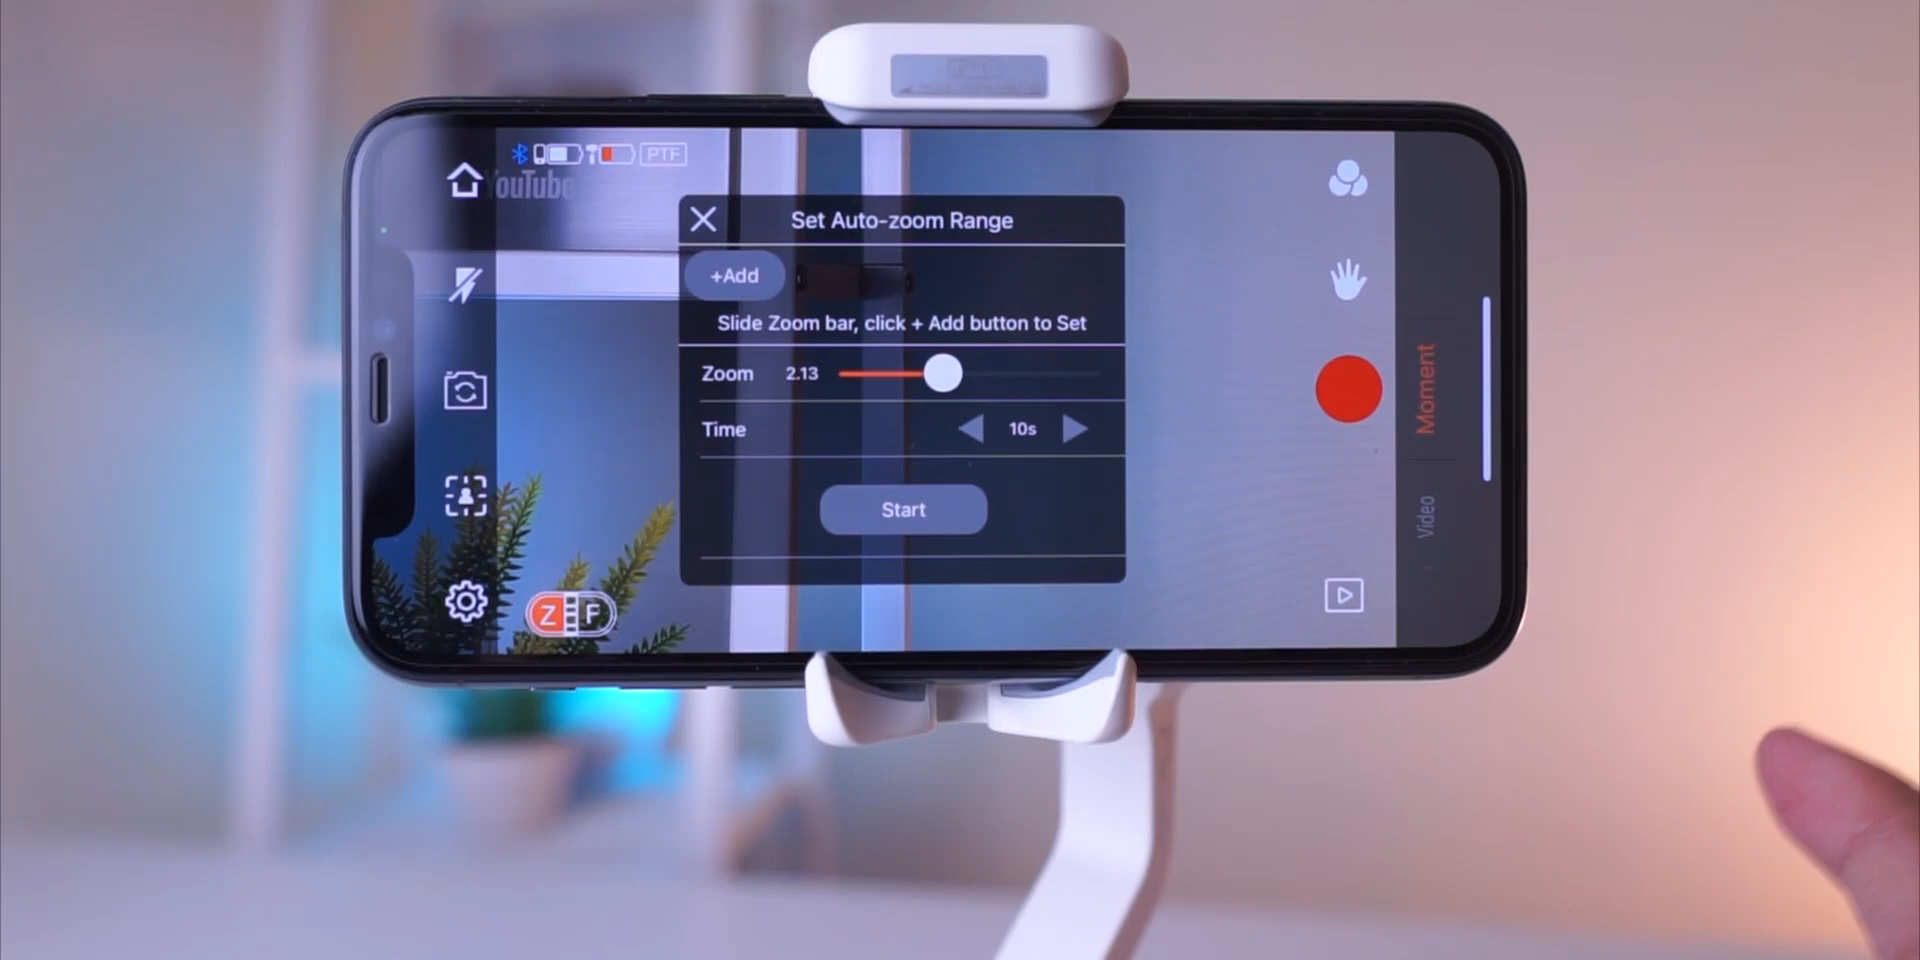 PTF
YouTube
Set Auto-zoom Range
+Add
Slide Zoom bar, click + Add button to Set
Zoom 2.13
Time 10s
Start
Z F
Moment
Video